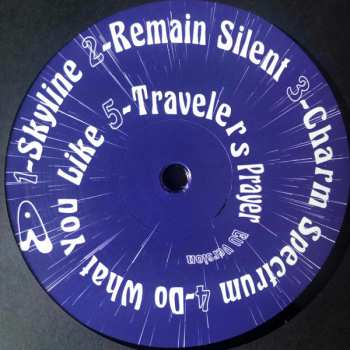 1-Skyline 2-Remain Silent 3-Charm Spectrum 4-Do What You Like 5-Travelers Prayer EU Version